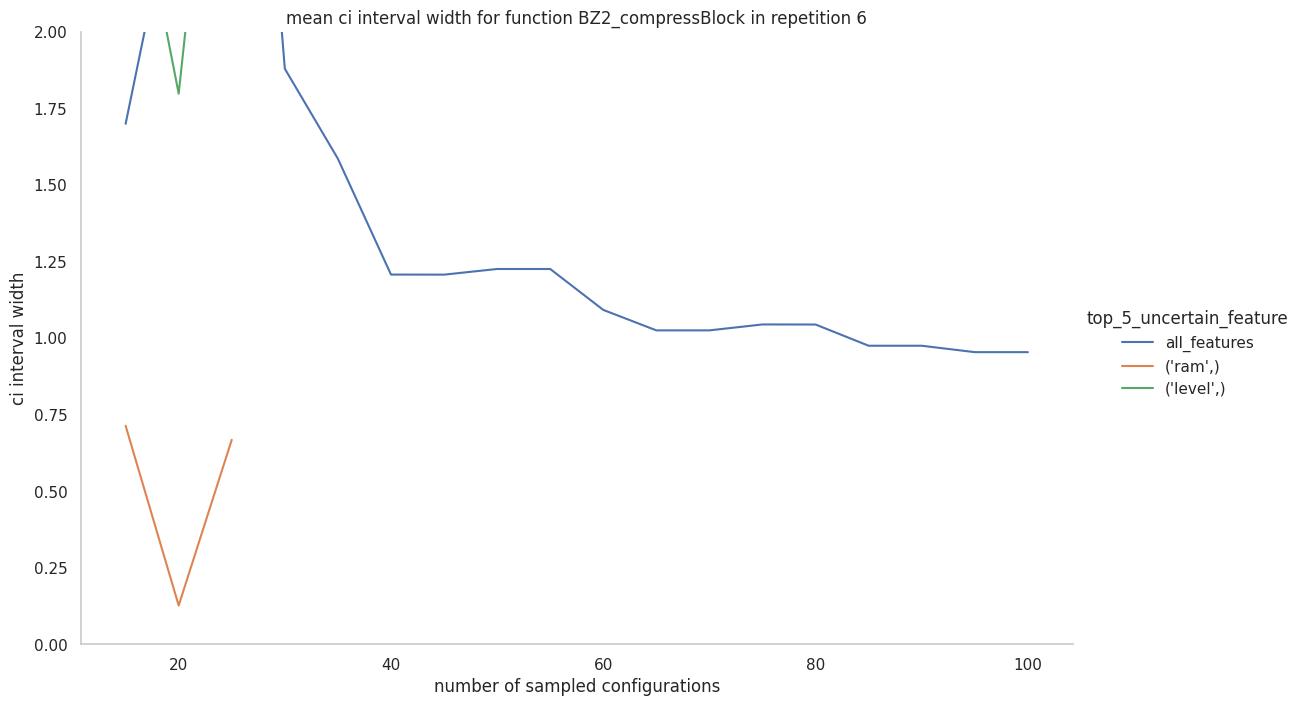 mean ci interval width for function BZ2_compressBlock in repetition 6
2.00
1.75
1.50
1.25
1.00
0.75
0.50
0.25
0.00
ci interval width
20 40 60 80 100
number of sampled configurations
top_5_uncertain_feature
all_features
('ram',)
('level',)